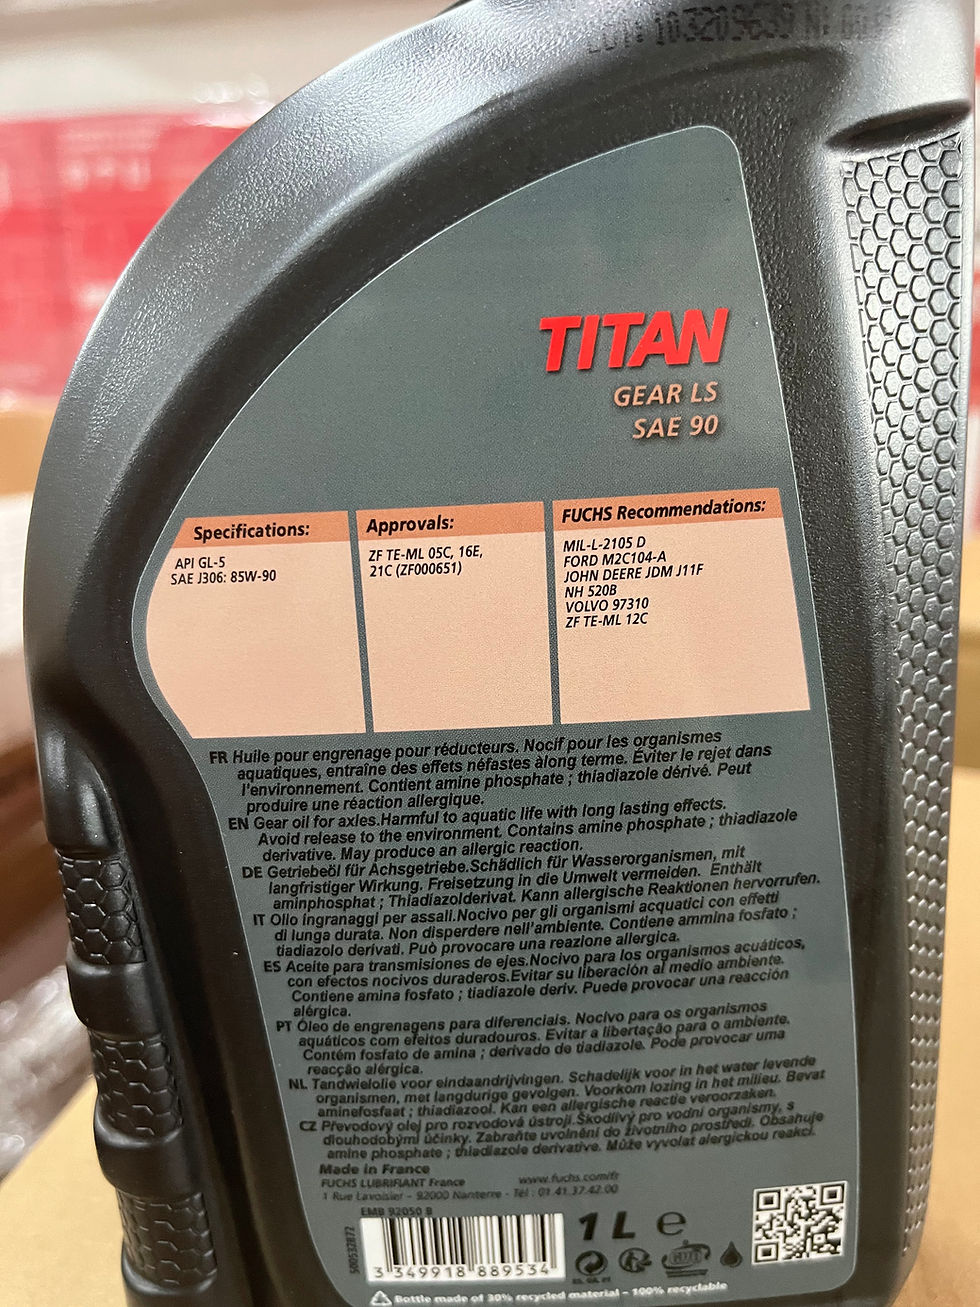 TITAN
GEAR LS
SAE 90
Specifications:
API GL-5
SAE J306: 85W-90
Approvals:
ZF TE-ML 05C, 16E,
21C (ZF000651)
FUCHS Recommendations:
MIL-L-2105 D
FORD M2C104-A
JOHN DEERE JDM J11F
NH 520B
VOLVO 97310
ZF TE-ML 12C
FR Huile pour engrenage pour réducteurs. Nocif pour les organismes
aquatiques, entraîne des effets néfastes àlong terme. Éviter le rejet dans
l'environnement. Contient amine phosphate ; thiadiazole dérivé. Peut
produire une réaction allergique.
EN Gear oil for axles.Harmful to aquatic life with long lasting effects.
Avoid release to the environment. Contains amine phosphate ; thiadiazole
derivative. May produce an allergic reaction.
DE Getriebeöl für Achsgetriebe.Schädlich für Wasserorganismen, mit
langfristiger Wirkung. Freisetzung in die Umwelt vermeiden. Enthält
aminphosphat ; Thiadiazolderivat. Kann allergische Reaktionen hervorrufen.
IT Olio ingranaggi per assali.Nocivo per gli organismi acquatici con effetti
di lunga durata. Non disperdere nell'ambiente. Contiene ammina fosfato ;
tiadiazolo derivati. Può provocare una reazione allergica.
ES Aceite para transmisiones de ejes.Nocivo para los organismos acuáticos,
con efectos nocivos duraderos.Evitar su liberación al medio ambiente.
Contiene amina fosfato ; tiadiazole deriv. Puede provocar una reacción
alérgica.
PT Óleo de engrenagens para diferenciais. Nocivo para os organismos
aquáticos com efeitos duradouros. Evitar a libertação para o ambiente.
Contém fosfato de amina ; derivado de tiadiazole. Pode provocar uma
reacção alérgica.
NL Tandwielolie voor eindaandrijvingen. Schadelijk voor in het water levende
organismen, met langdurige gevolgen. Voorkom lozing in het milieu. Bevat
aminefosfaat ; thiadiazool. Kan een allergische reactie veroorzaken.
CZ Převodový olej pro rozvodová ústrojí.Škodlivý pro vodní organismy, s
dlouhodobými účinky. Zabraňte uvolnění do životního prostředí. Obsahuje
amine phosphate ; thiadiazole derivative. Může vyvolat alergickou reakci.
Made in France
FUCHS LUBRIFIANT France
www.fuchs.com/fr
1 Rue Lavoisier - 92000 Nanterre - Tél : 01.41.37.42.00
EMB 92050 B
500532872
3 349918 889534
1 L e
Bottle made of 30% recycled material - 100% recyclable